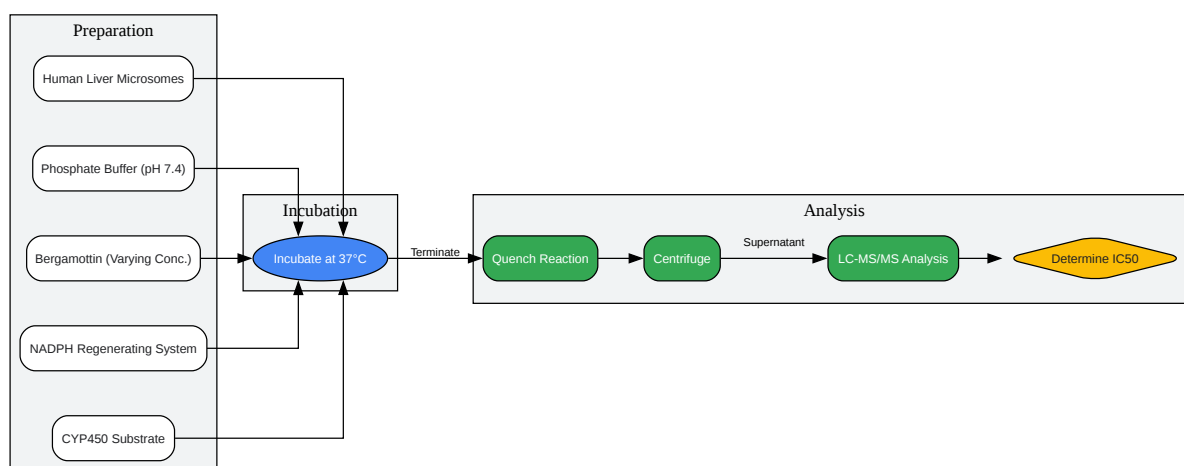 Preparation
Human Liver Microsomes
Phosphate Buffer (pH 7.4)
Bergamottin (Varying Conc.)
NADPH Regenerating System
CYP450 Substrate
Incubation
Incubate at 37°C
Terminate
Analysis
Quench Reaction
Centrifuge
Supernatant
LC-MS/MS Analysis
Determine IC50